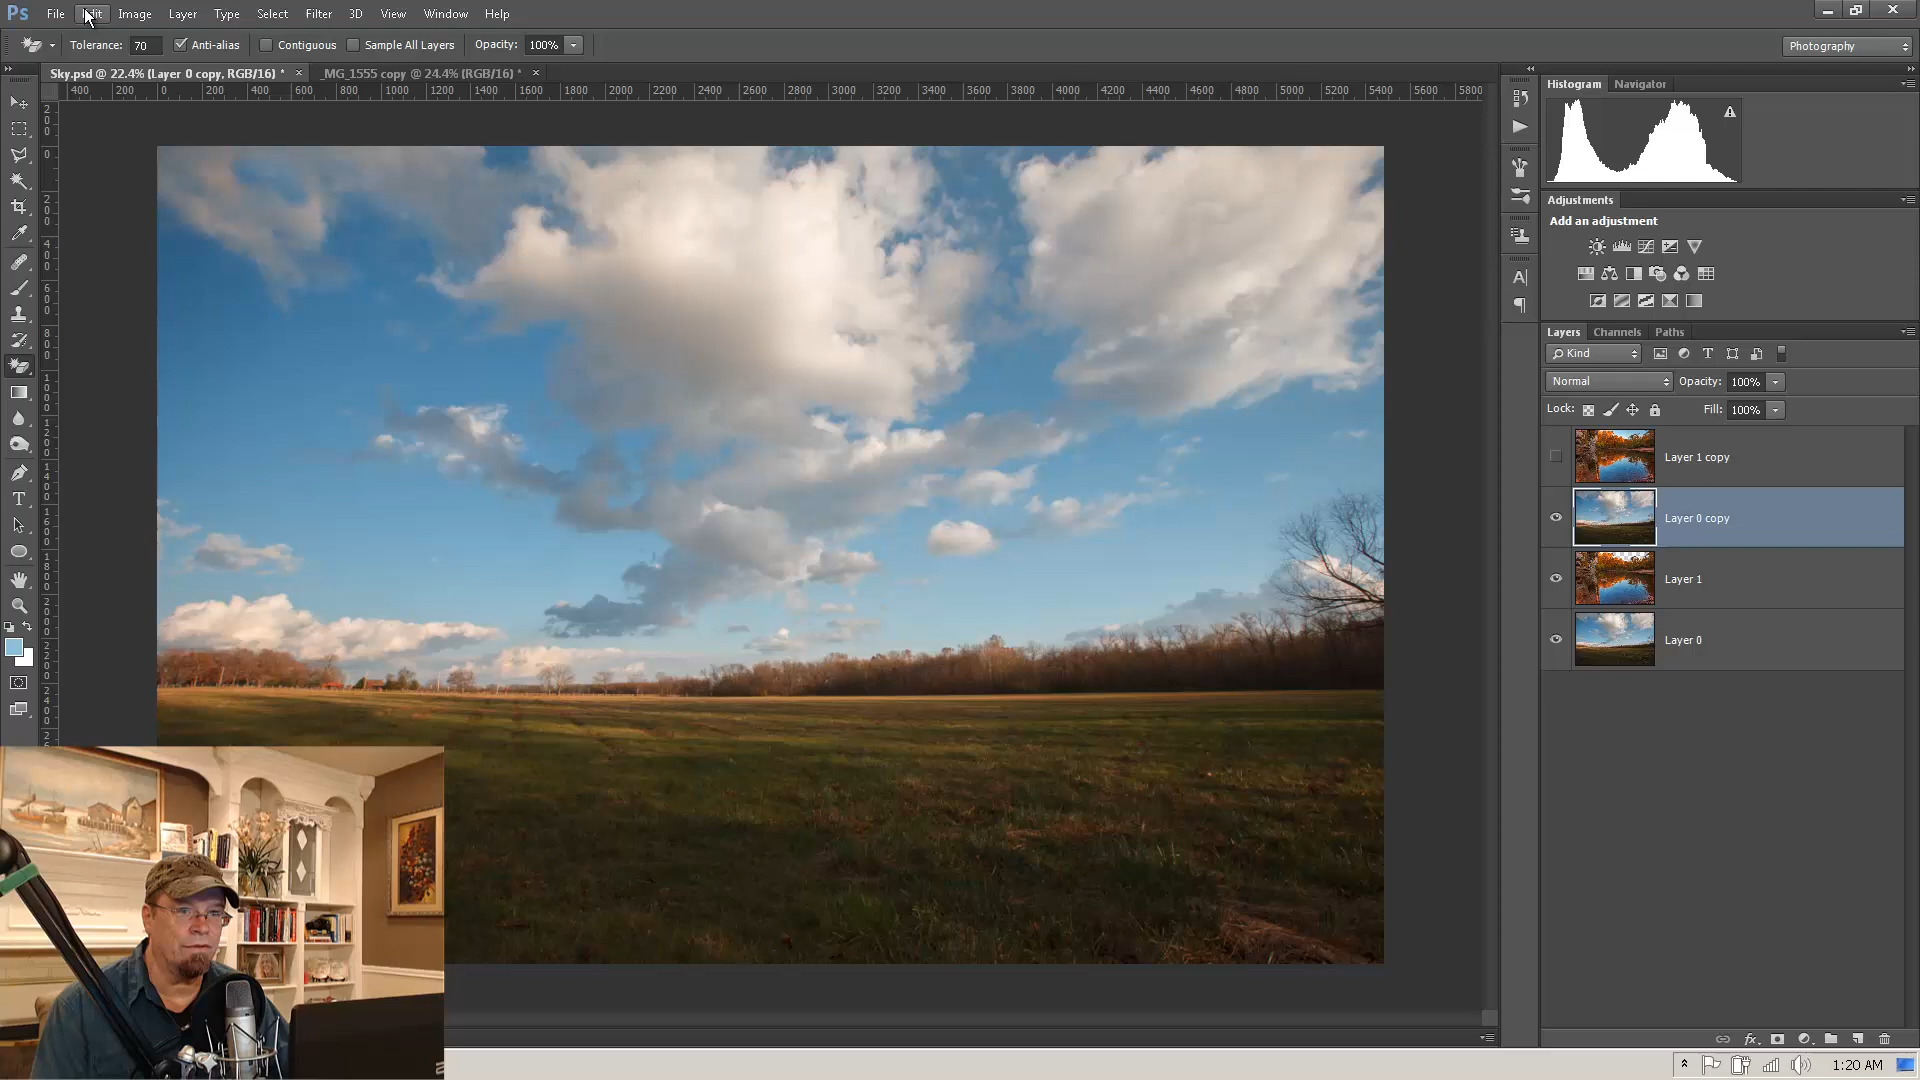 Ps File Edit Image Layer Type Select Filter 3D View Window Help
Tolerance: 70 Anti-alias Contiguous Sample All Layers Opacity: 100% Photography
Sky.psd @ 22.4% (Layer 0 copy, RGB/16) * × _MG_1555 copy @ 24.4% (RGB/16) * ×
400 200 0 200 400 600 800 1000 1200 1400 1600 1800 2000 2200 2400 2600 2800 3000 3200 3400 3600 3800 4000 4200 4400 4600 4800 5000 5200 5400 5600 5800
Histogram Navigator
Adjustments
Add an adjustment
Layers Channels Paths
Kind
Normal Opacity: 100%
Lock: Fill: 100%
Layer 1 copy
Layer 0 copy
Layer 1
Layer 0
1:20 AM